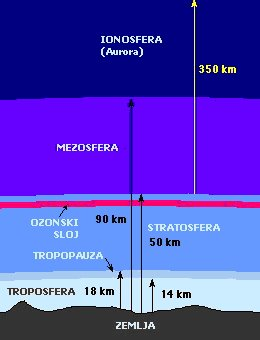 IONOSFERA
(Aurora)
350 km
MEZOSFERA
OZONSKI
SLOJ
90 km
STRATOSFERA
50 km
TROPOPAUZA
TROPOSFERA
18 km
14 km
ZEMLJA